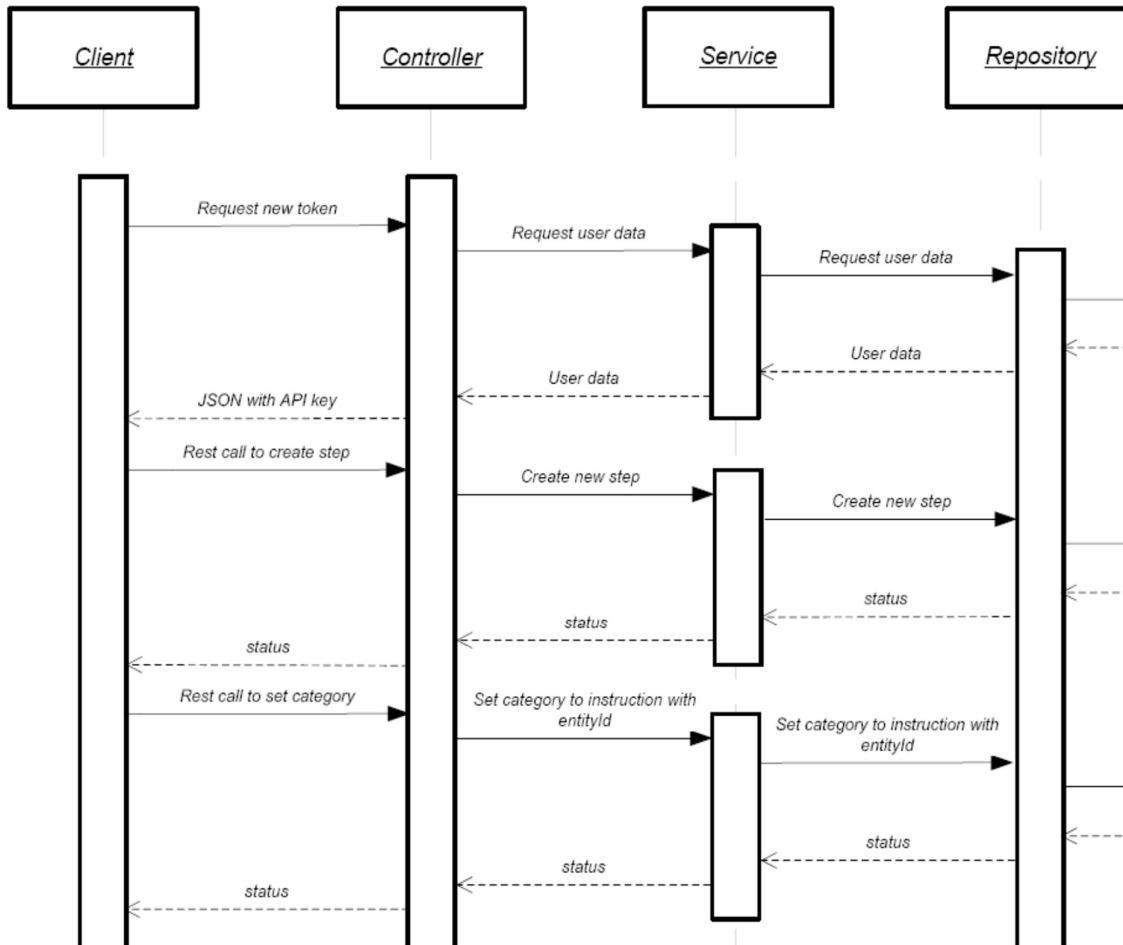 Client
Controller
Service
Repository
Request new token
Request user data
Request user data
User data
User data
JSON with API key
Rest call to create step
Create new step
Create new step
status
status
status
Rest call to set category
Set category to instruction with
entityId
Set category to instruction with
entityId
status
status
status